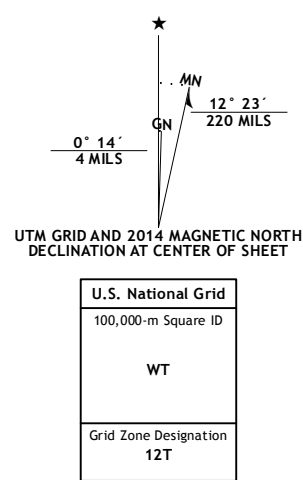 ★
MN
GN
12° 23´
220 MILS
0° 14´
4 MILS
UTM GRID AND 2014 MAGNETIC NORTH
DECLINATION AT CENTER OF SHEET
U.S. National Grid
100,000-m Square ID
WT
Grid Zone Designation
12T